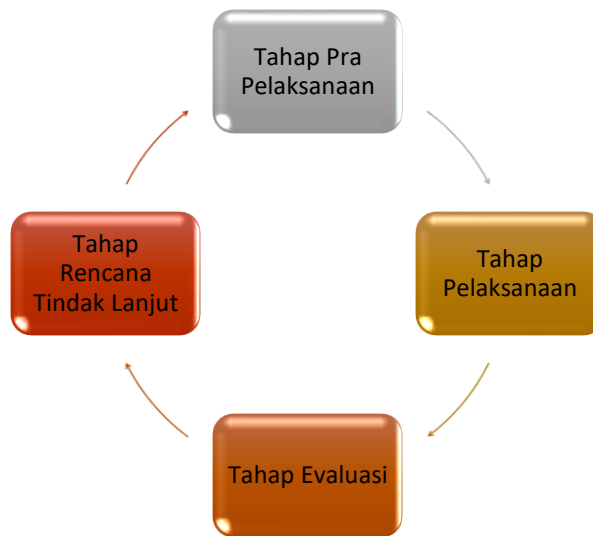 Tahap Pra
Pelaksanaan
Tahap
Pelaksanaan
Tahap Evaluasi
Tahap
Rencana
Tindak Lanjut